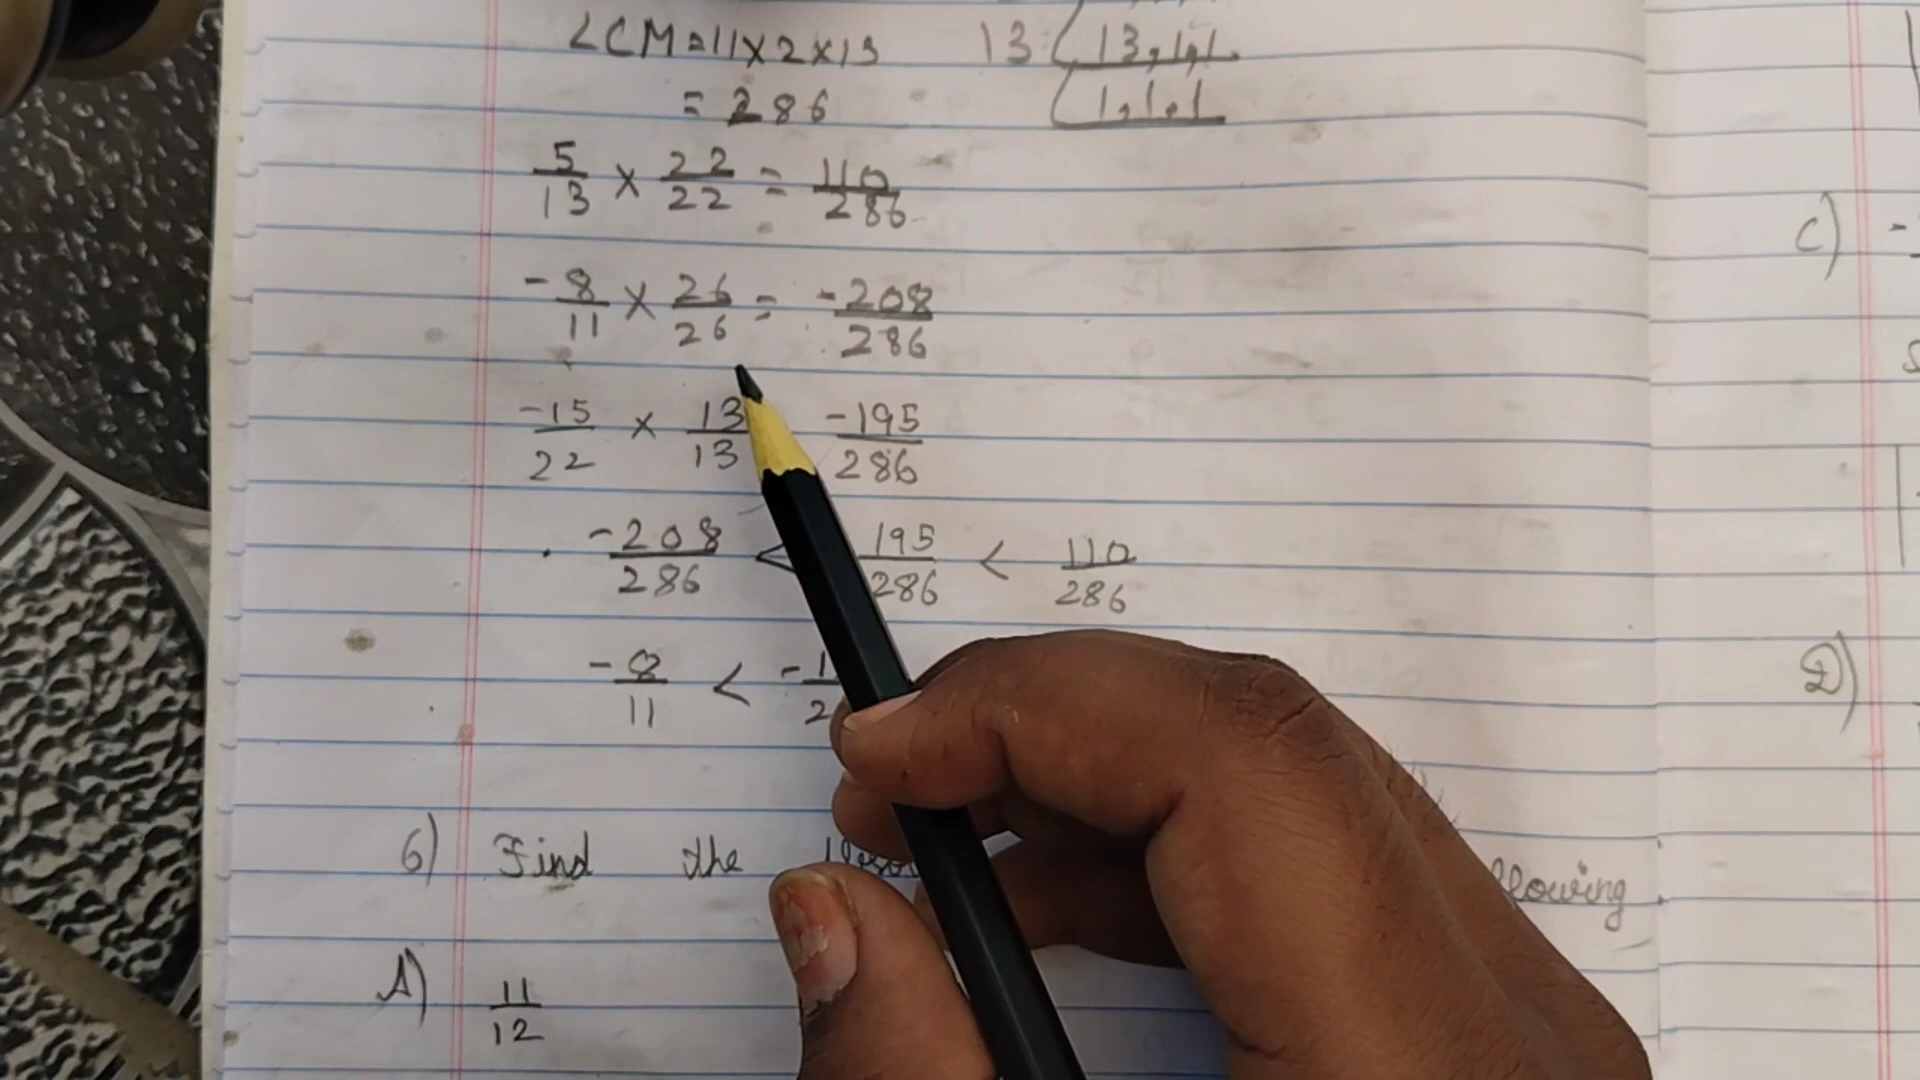 LCM = 11 x 2 x 13
= 286
13 | 13, 1, 1.
1, 1, 1
5/13 x 22/22 = 110/286
-8/11 x 26/26 = -208/286
-15/22 x 13/13 -195/286
-208/286 < 195/286 < 110/286
-8/11 <
6) Find the
llowing.
A) 11/12
C)
D)